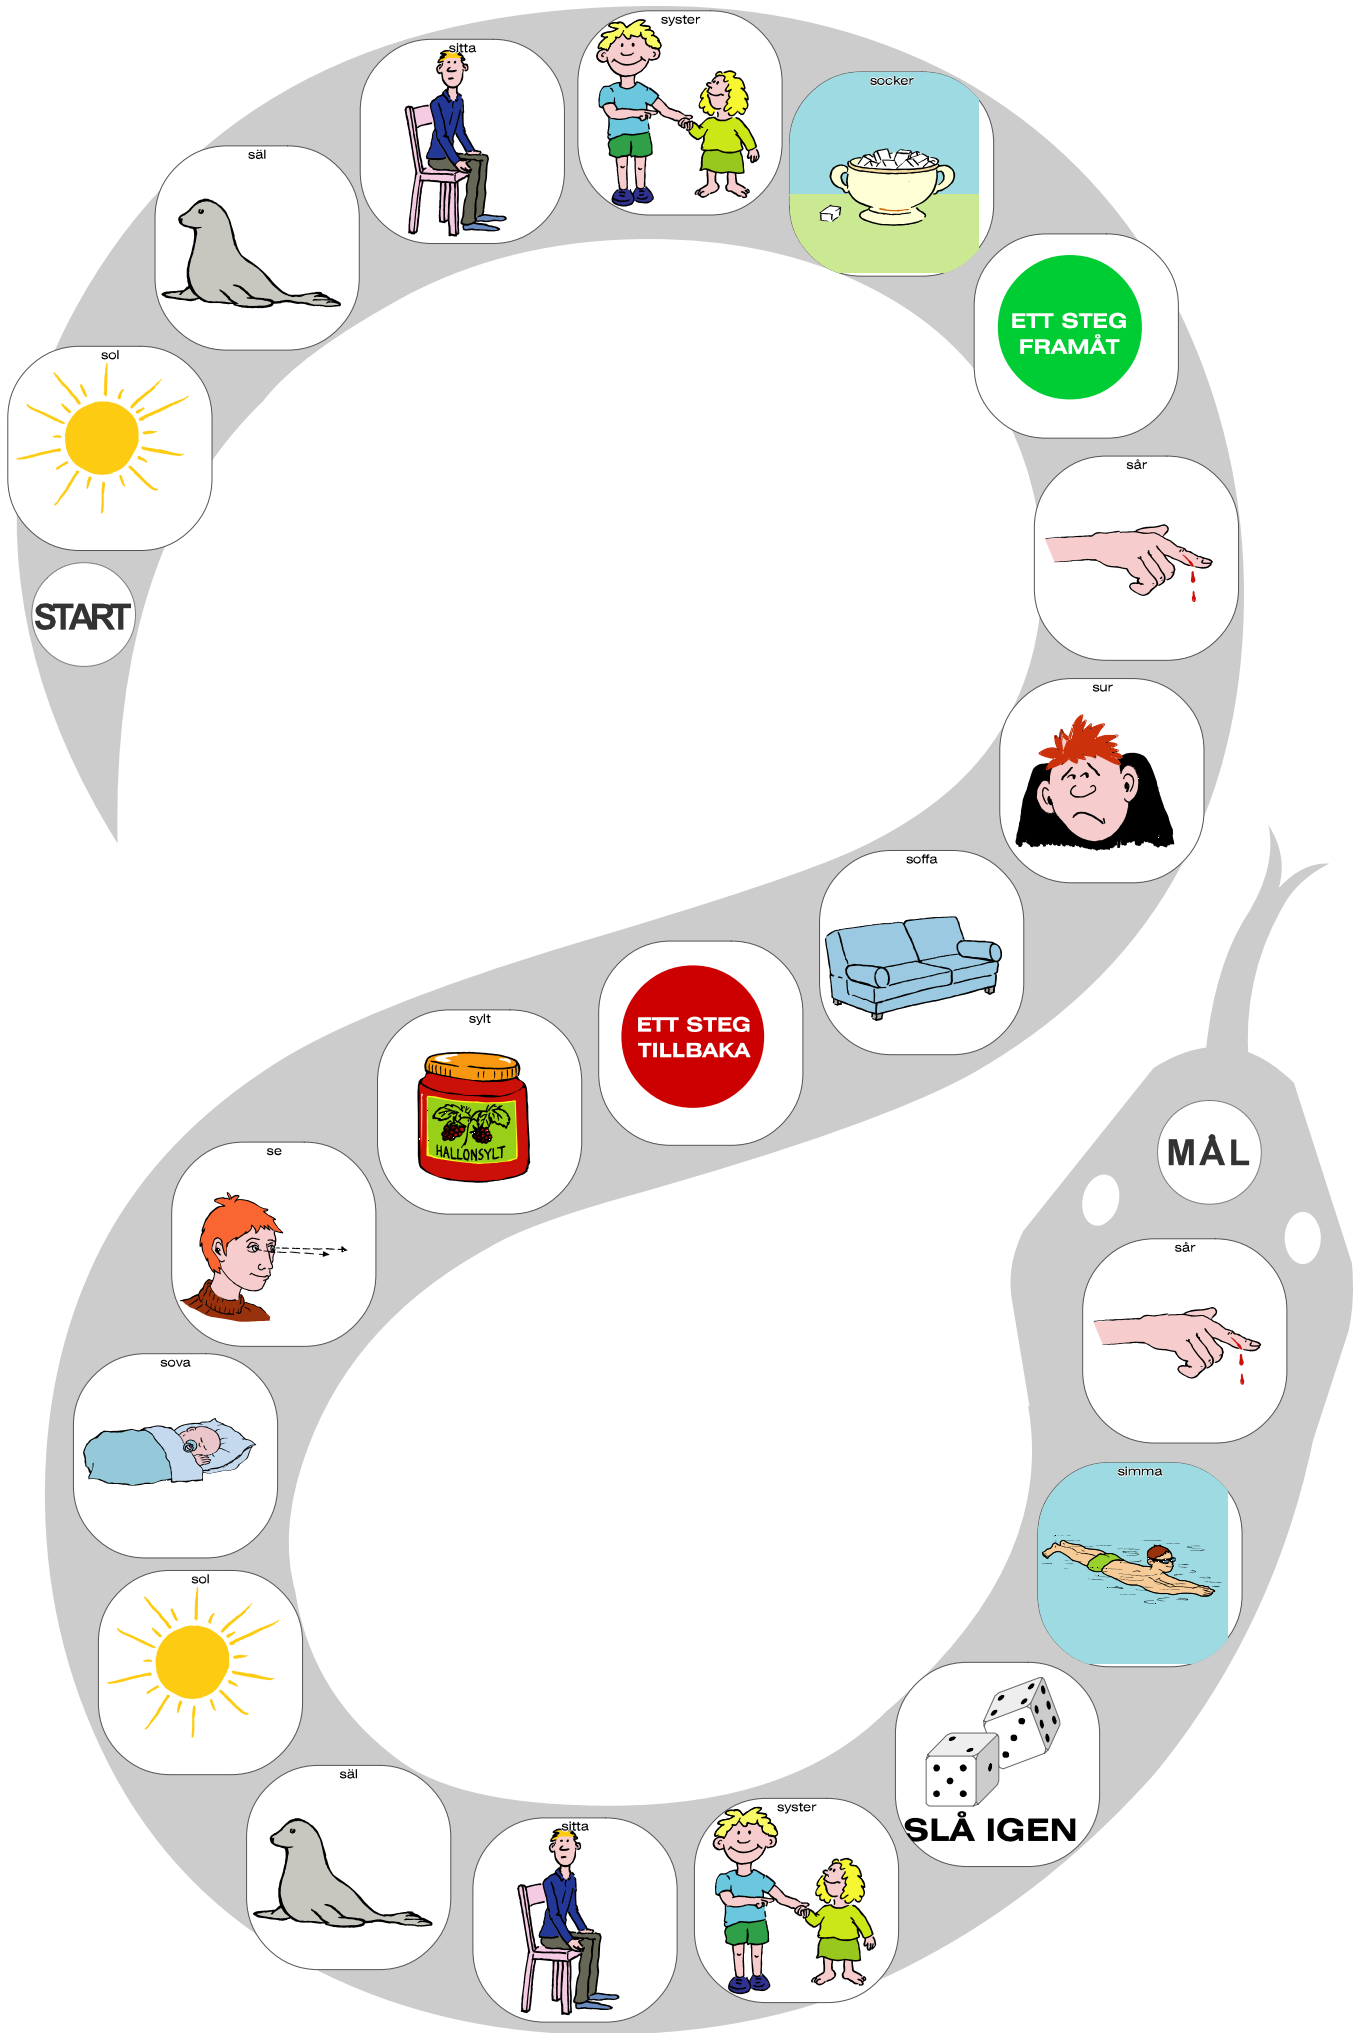 START
sol
säl
sitta
syster
socker
ETT STEG
FRAMÅT
sår
sur
soffa
ETT STEG
TILLBAKA
sylt
HALLONSYLT
se
sova
sol
säl
sitta
syster
SLÅ IGEN
simma
sår
MÅL